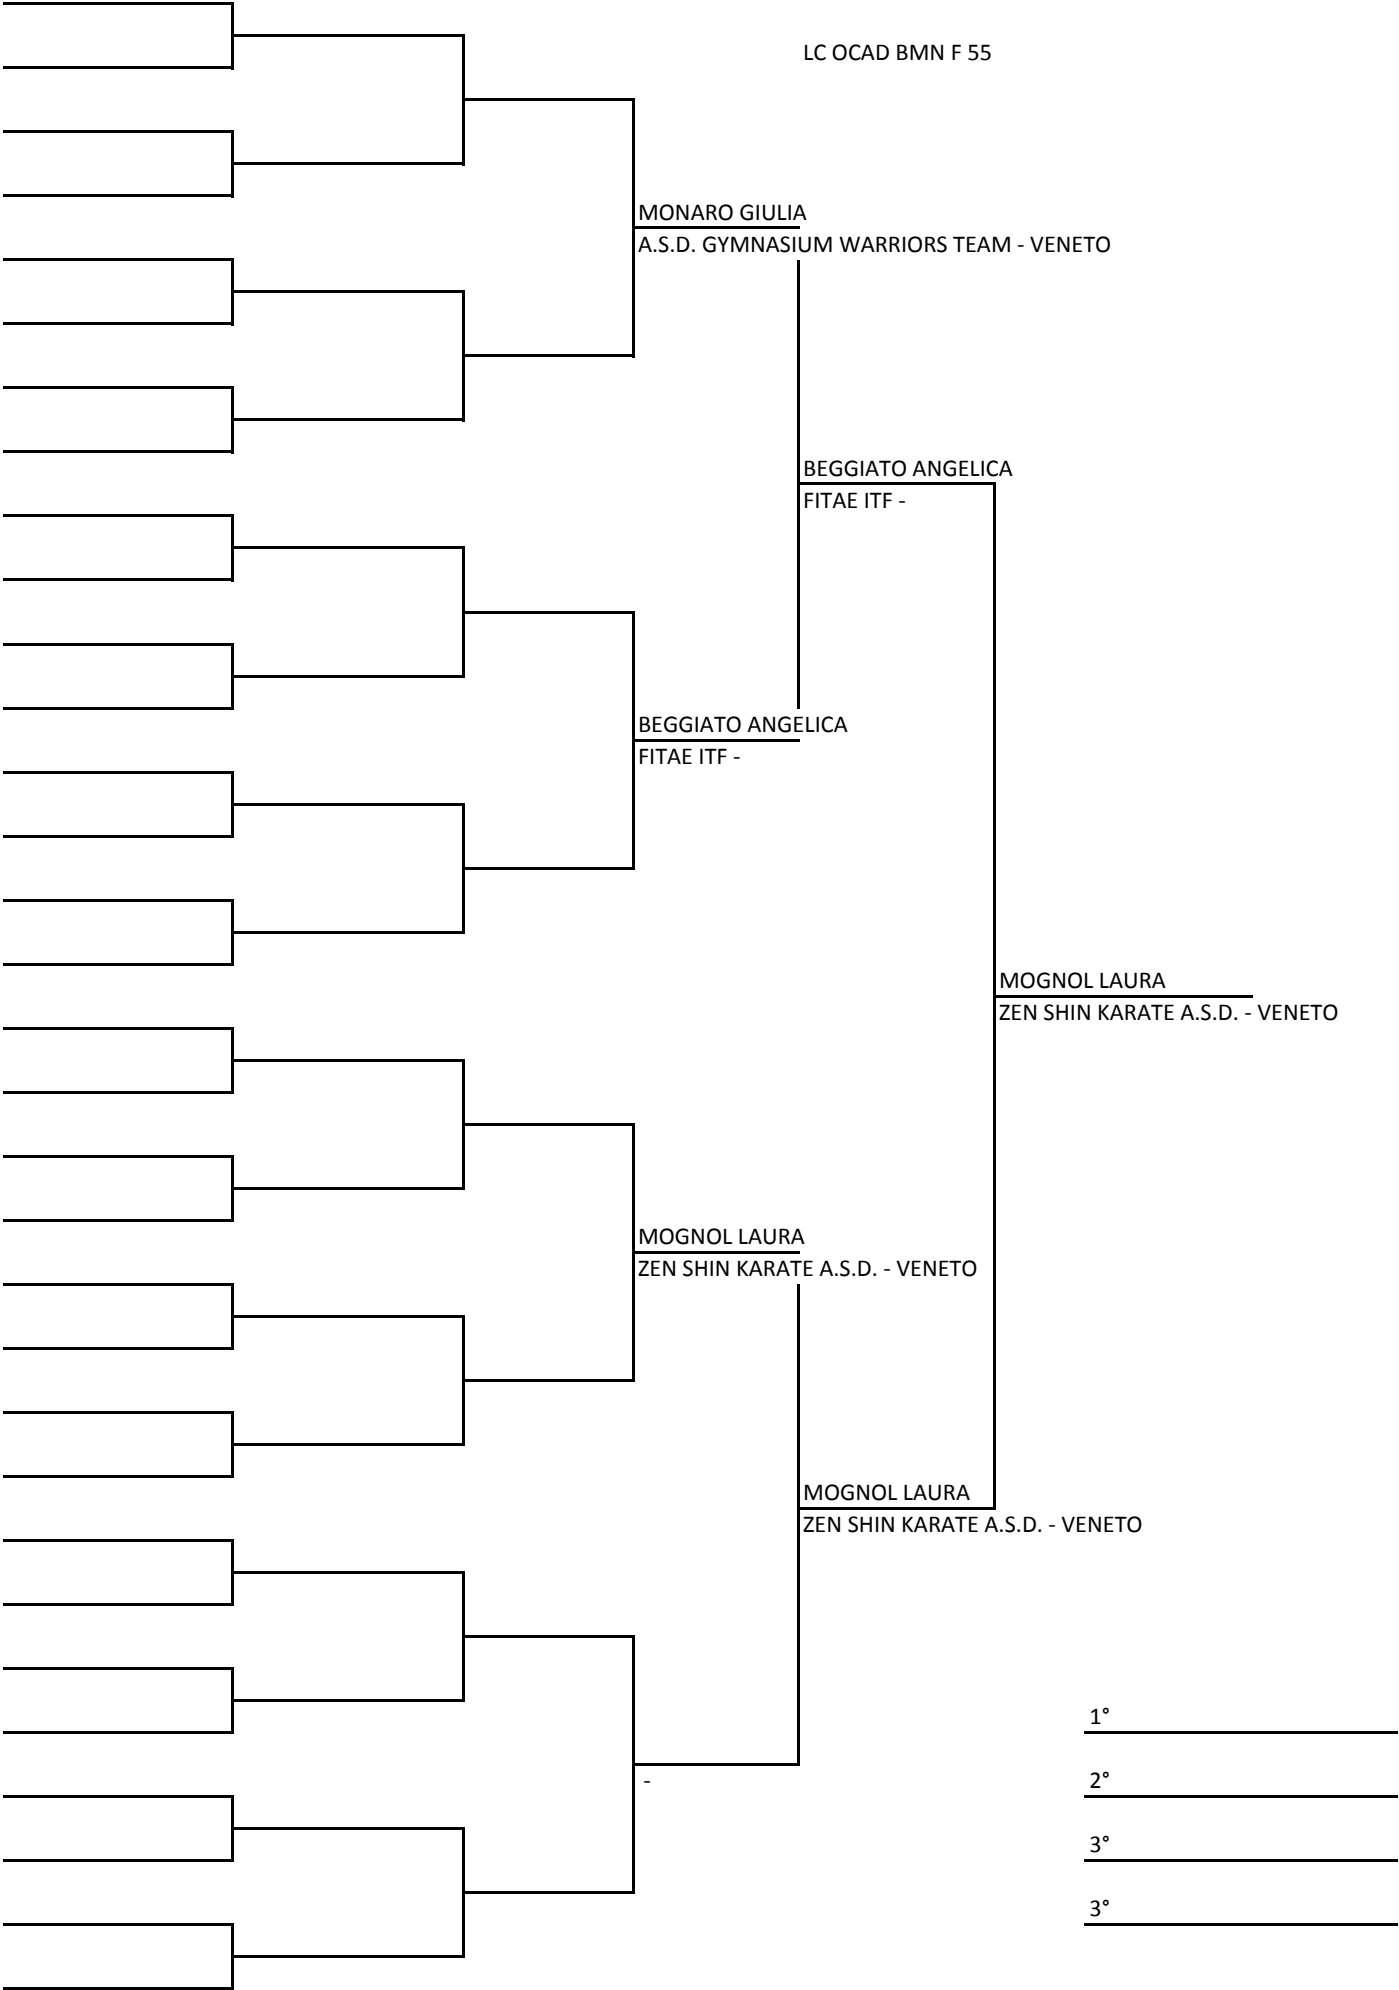 LC OCAD BMN F 55
MONARO GIULIA
A.S.D. GYMNASIUM WARRIORS TEAM - VENETO
BEGGIATO ANGELICA
FITAE ITF -
BEGGIATO ANGELICA
FITAE ITF -
MOGNOL LAURA
ZEN SHIN KARATE A.S.D. - VENETO
MOGNOL LAURA
ZEN SHIN KARATE A.S.D. - VENETO
MOGNOL LAURA
ZEN SHIN KARATE A.S.D. - VENETO
1°
-
2°
3°
3°